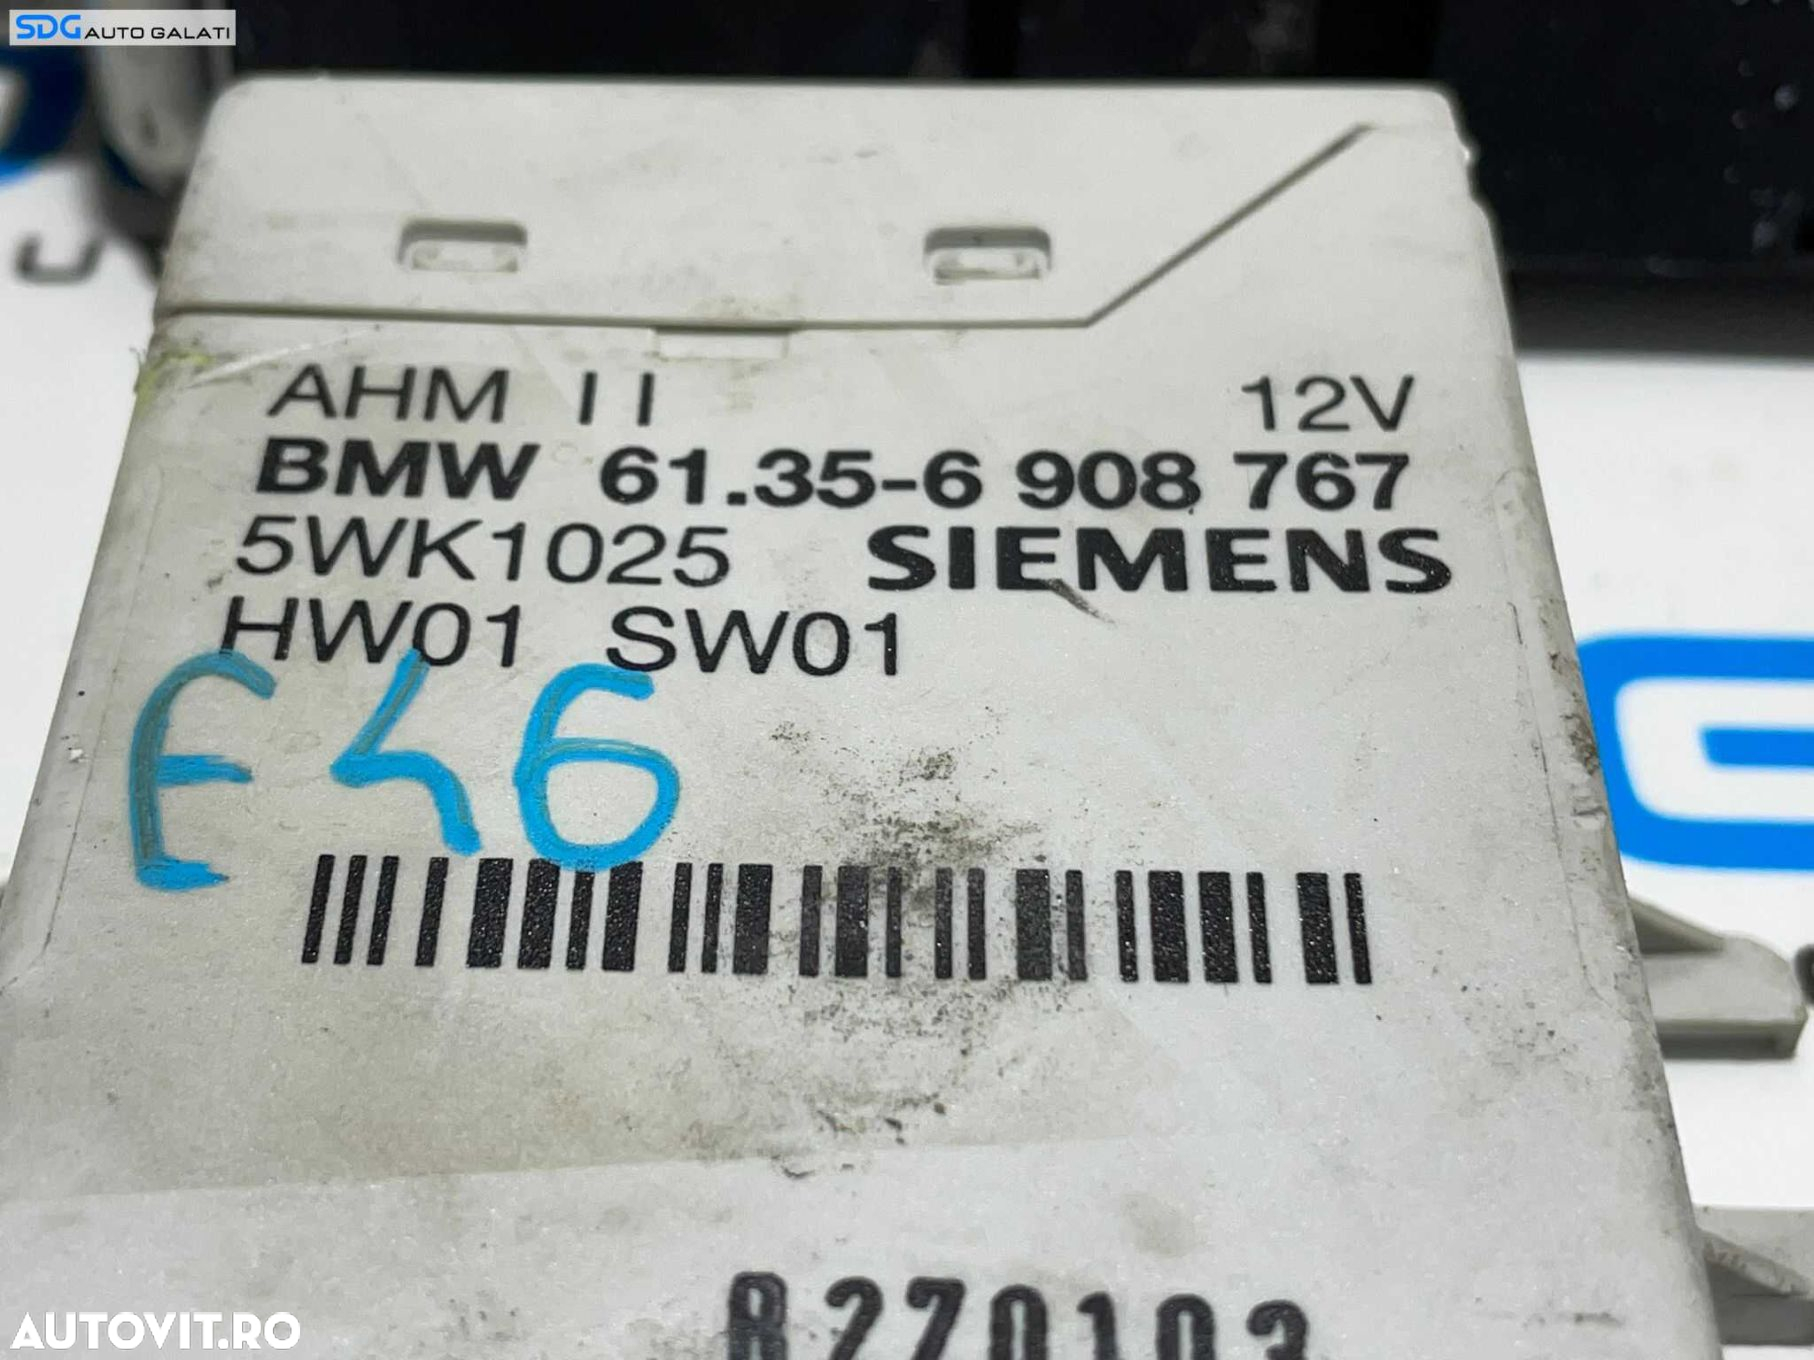 SDG AUTO GALATI
AHM II 12V
BMW 61.35-6 908 767
5WK1025 SIEMENS
HW01 SW01
E46
AUTOVIT.RO